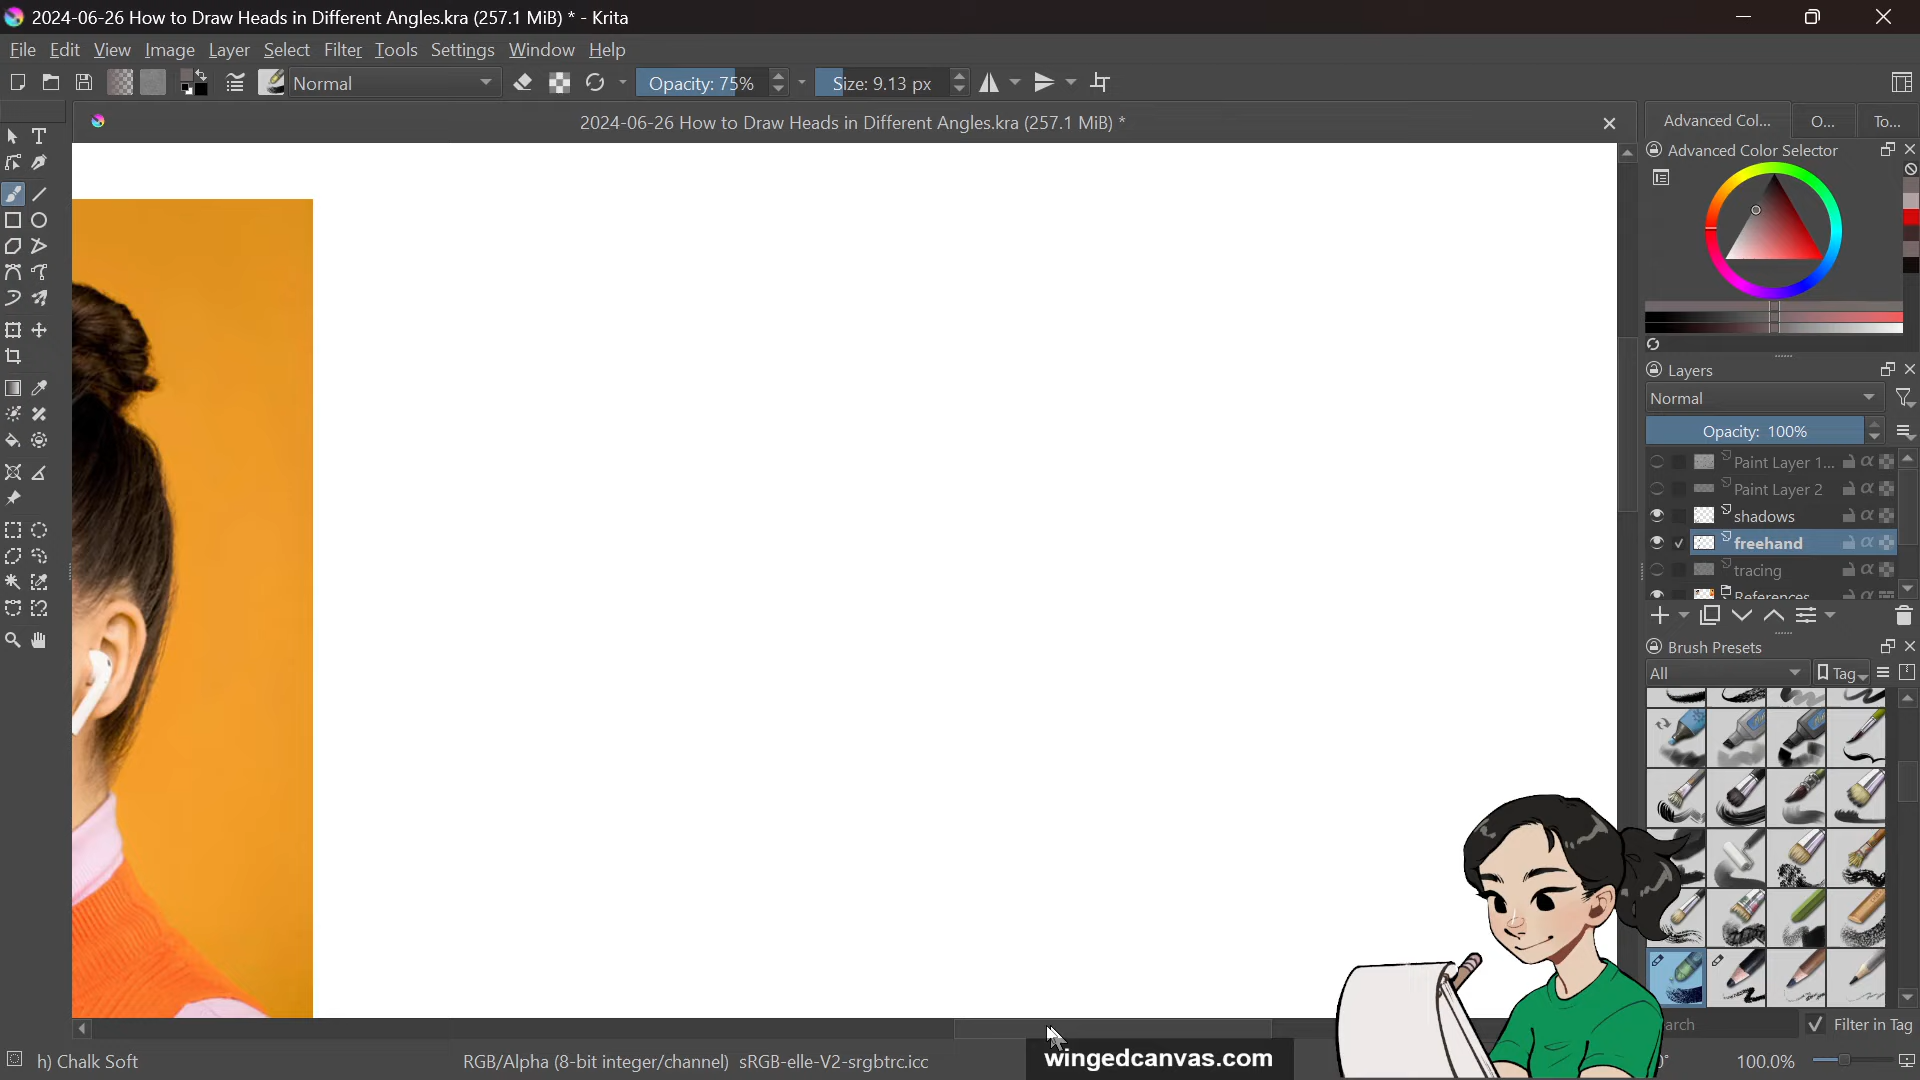 2024-06-26 How to Draw Heads in Different Angles.kra (257.1 MiB) * - Krita
File Edit View Image Layer Select Filter Tools Settings Window Help
Normal Opacity: 75% Size: 9.13 px
2024-06-26 How to Draw Heads in Different Angles.kra (257.1 MiB) *
Advanced Col... O... To...
Advanced Color Selector
Layers
Normal
Opacity: 100%
Paint Layer 1...
Paint Layer 2
shadows
freehand
tracing
References
Brush Presets
All Tag
Filter in Tag
h) Chalk Soft RGB/Alpha (8-bit integer/channel) sRGB-elle-V2-srgbtrc.icc 100.0%
wingedcanvas.com